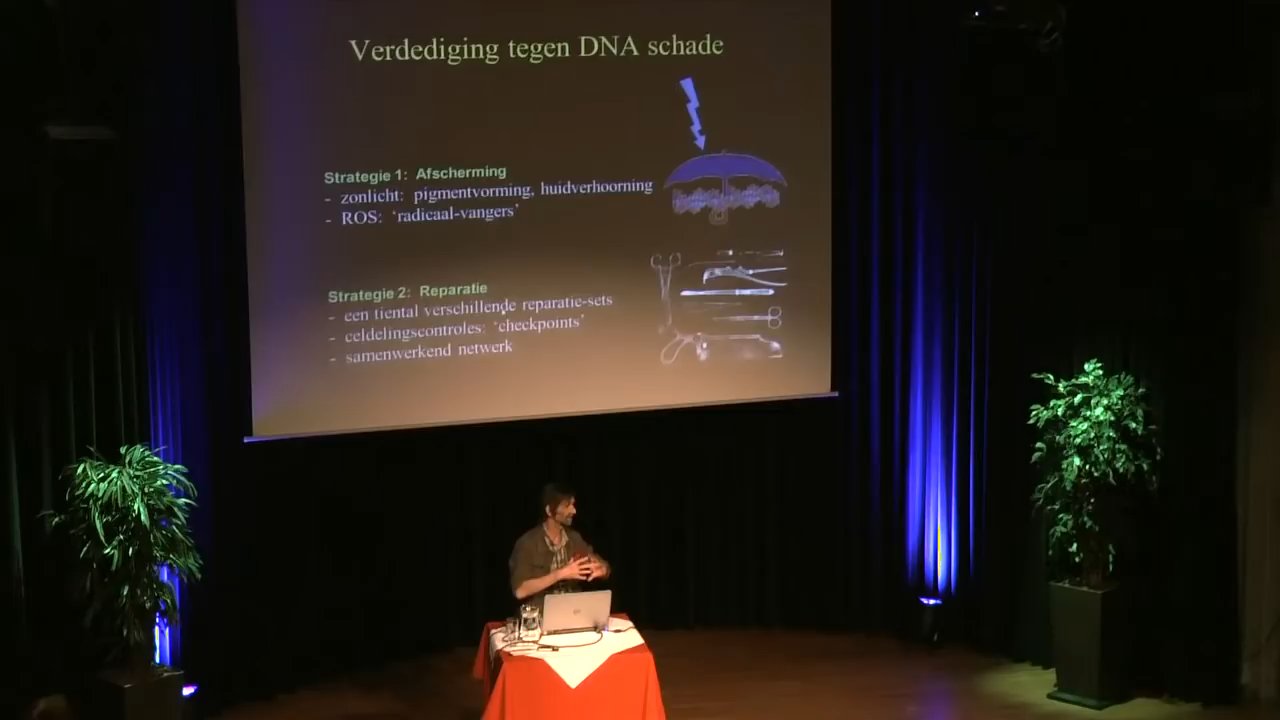 Verdediging tegen DNA schade
Strategie 1: Afscherming
- zonlicht: pigmentvorming, huidverhoorning
- ROS: ‘radicaal-vangers’
Strategie 2: Reparatie
- een tiental verschillende reparatie-sets
- celdelingscontroles: ‘checkpoints’
- samenwerkend netwerk